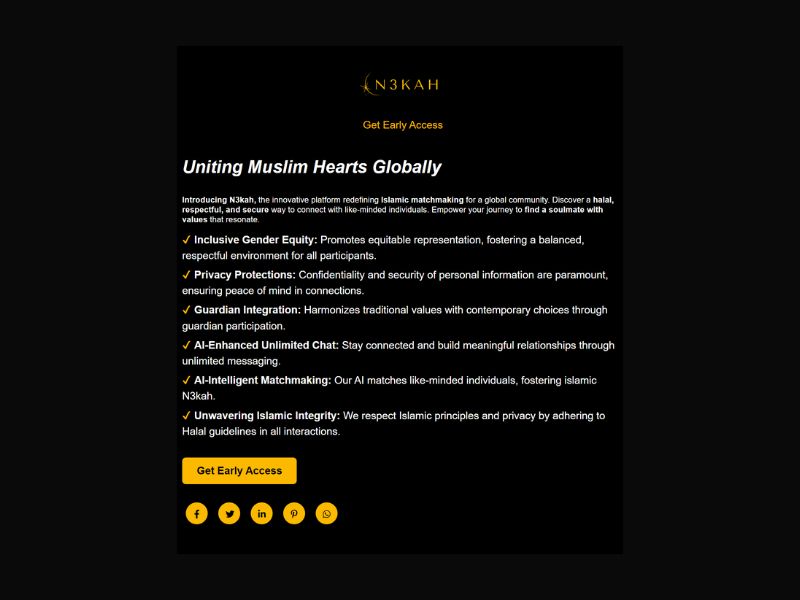 N3KAH
Get Early Access
Uniting Muslim Hearts Globally
Introducing N3kah, the innovative platform redefining Islamic matchmaking for a global community. Discover a halal,
respectful, and secure way to connect with like-minded individuals. Empower your journey to find a soulmate with
values that resonate.
✓ Inclusive Gender Equity: Promotes equitable representation, fostering a balanced,
respectful environment for all participants.
✓ Privacy Protections: Confidentiality and security of personal information are paramount,
ensuring peace of mind in connections.
✓ Guardian Integration: Harmonizes traditional values with contemporary choices through
guardian participation.
✓ AI-Enhanced Unlimited Chat: Stay connected and build meaningful relationships through
unlimited messaging.
✓ AI-Intelligent Matchmaking: Our AI matches like-minded individuals, fostering islamic
N3kah.
✓ Unwavering Islamic Integrity: We respect Islamic principles and privacy by adhering to
Halal guidelines in all interactions.
Get Early Access